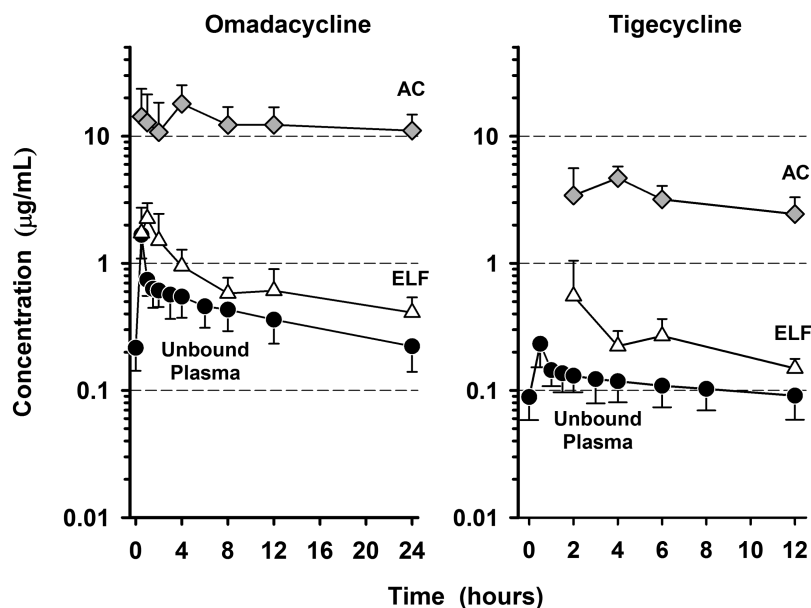 Omadacycline
Tigecycline
Concentration (μg/mL)
10
1
0.1
0.01
AC
ELF
Unbound
Plasma
0 4 8 12 16 20 24
10
1
0.1
0.01
AC
ELF
Unbound
Plasma
0 2 4 6 8 10 12
Time (hours)